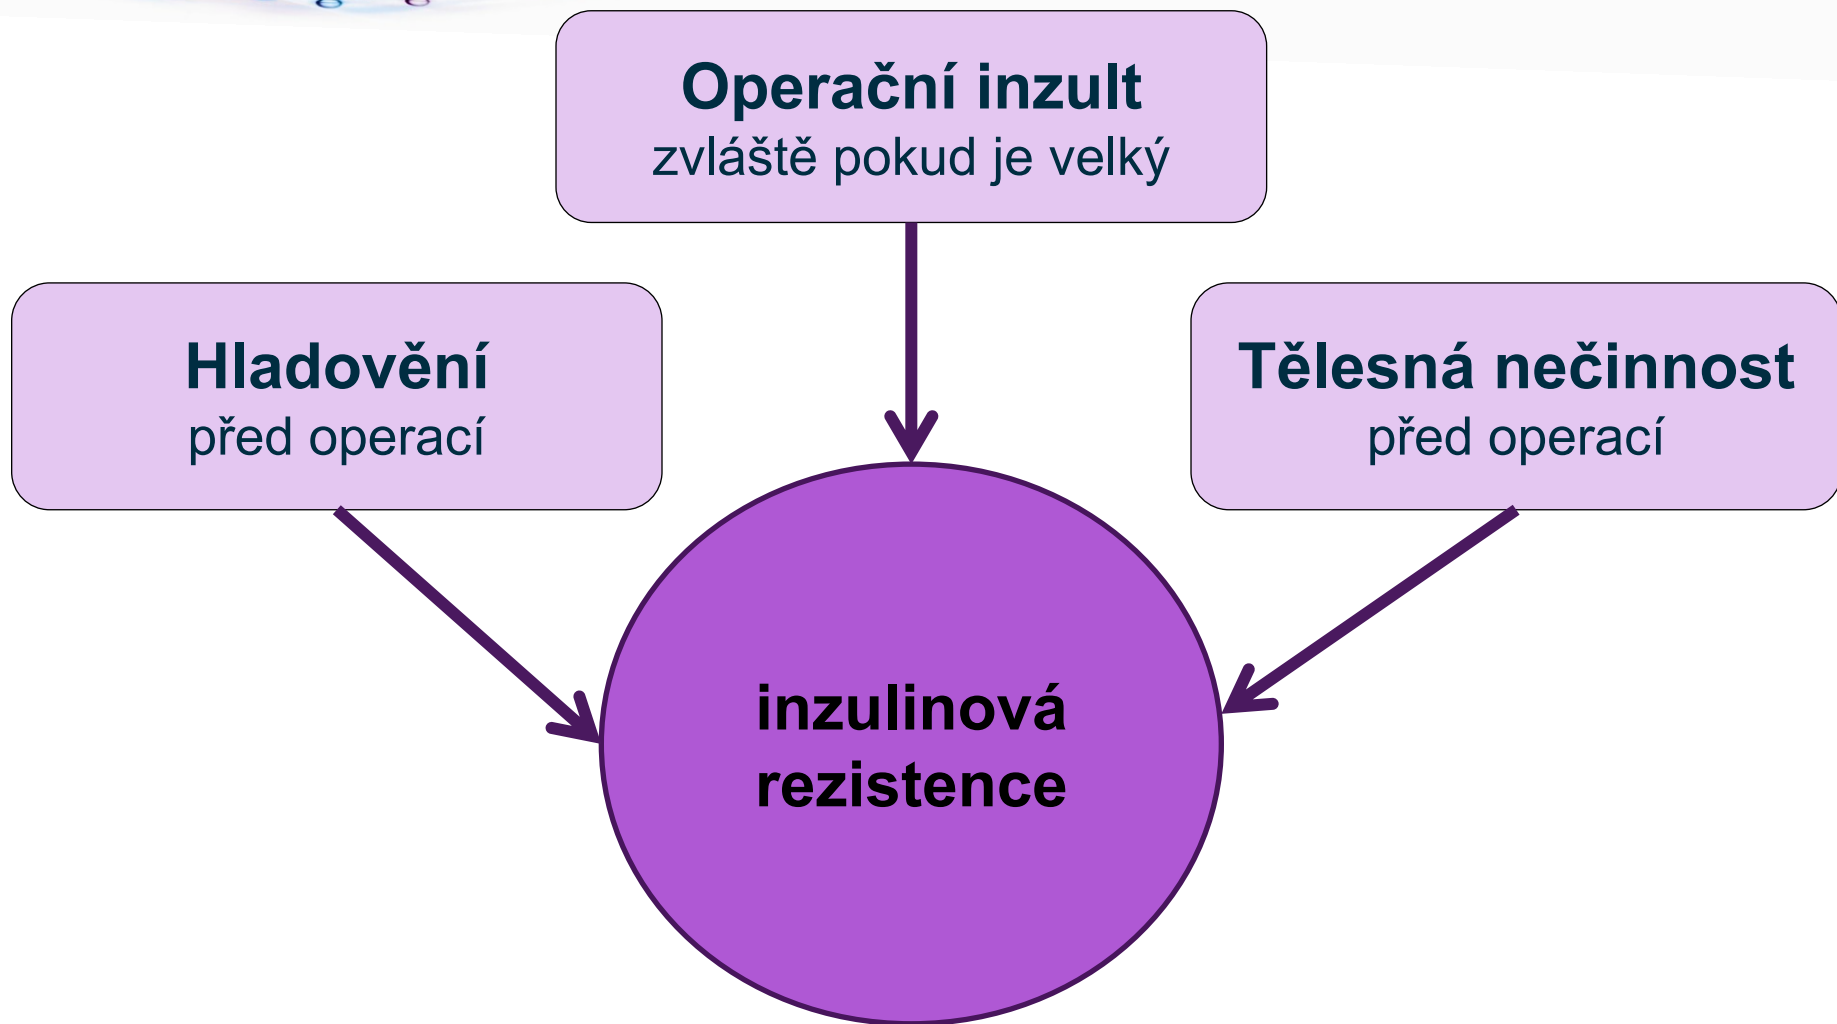 Operační inzult
zvláště pokud je velký
Hladovění
před operací
Tělesná nečinnost
před operací
inzulinová
rezistence